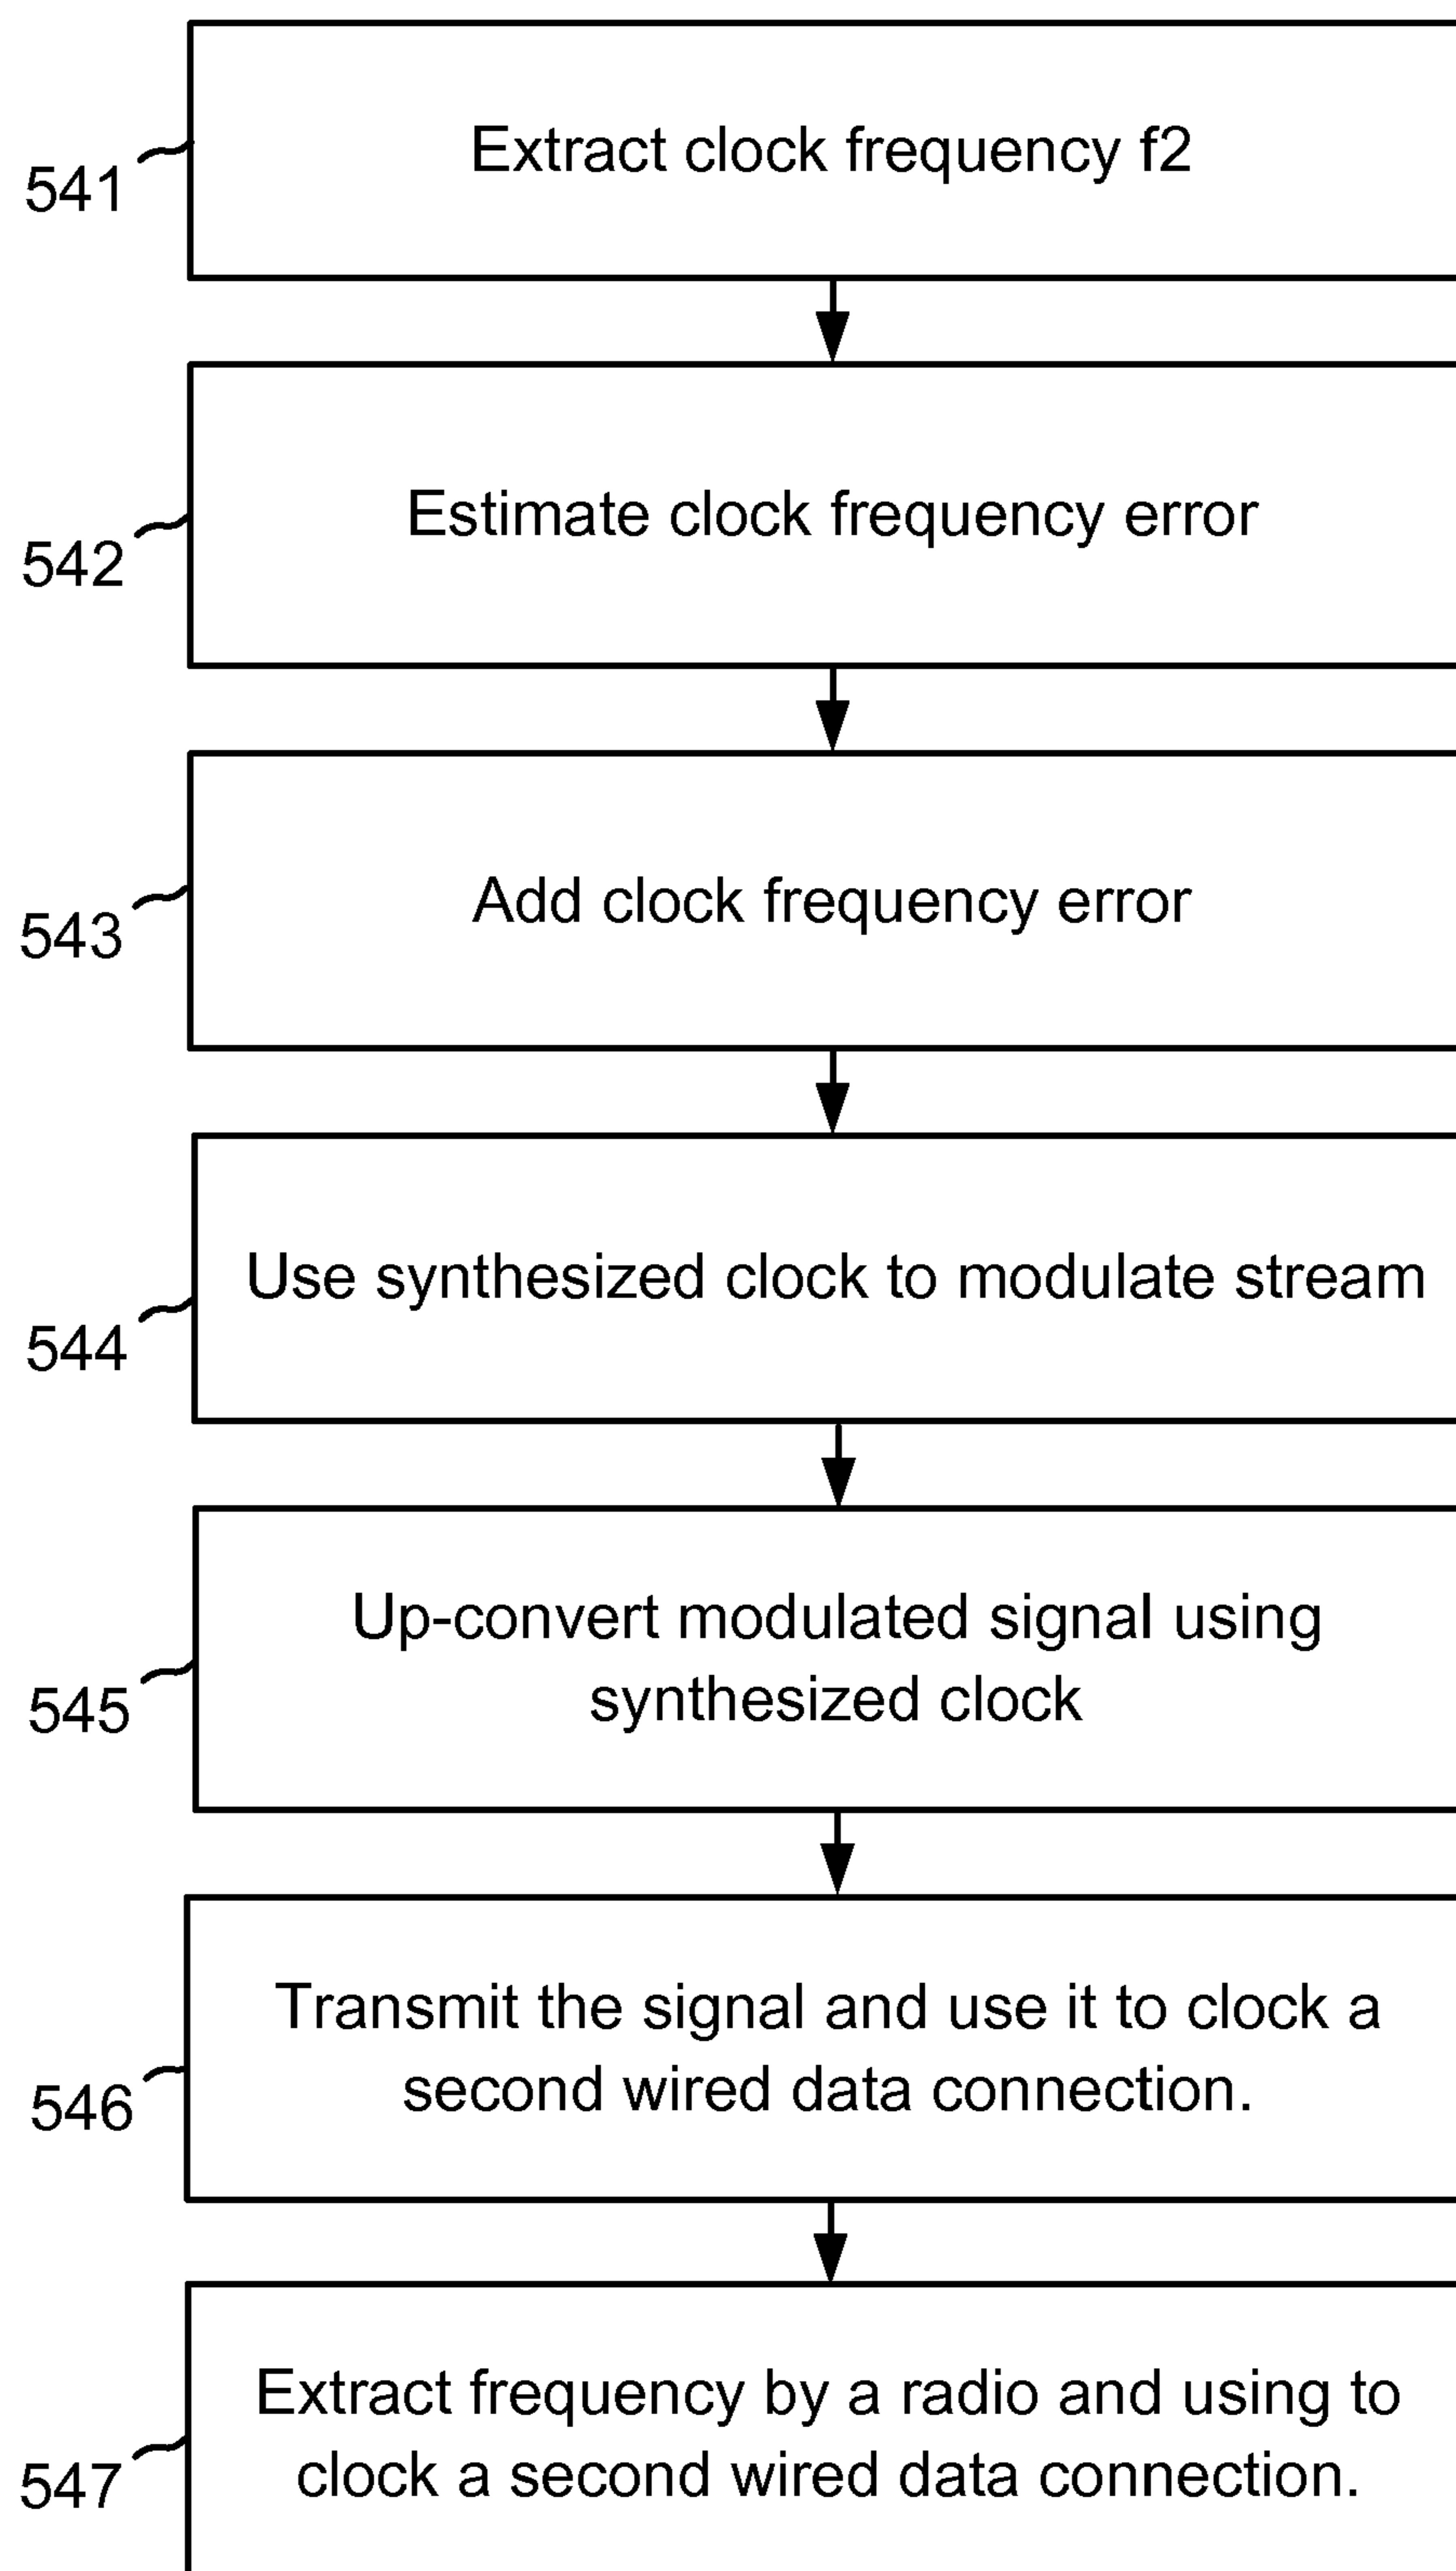 Extract clock frequency f2
541
Estimate clock frequency error
542
Add clock frequency error
543
Use synthesized clock to modulate stream
544
Up-convert modulated signal using
synthesized clock
545
Transmit the signal and use it to clock a
second wired data connection.
546
Extract frequency by a radio and using to
clock a second wired data connection.
547